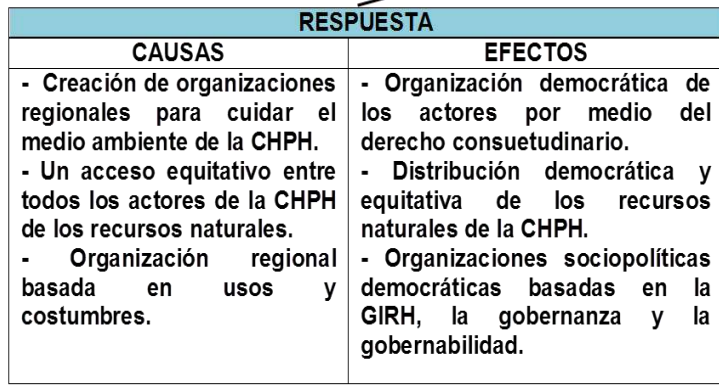 RESPUESTA
CAUSAS
- Creación de organizaciones
regionales para cuidar el
medio ambiente de la CHPH.
- Un acceso equitativo entre
todos los actores de la CHPH
de los recursos naturales.
- Organización regional
basada en usos y
costumbres.
EFECTOS
- Organización democrática de
los actores por medio del
derecho consuetudinario.
- Distribución democrática y
equitativa de los recursos
naturales de la CHPH.
- Organizaciones sociopolíticas
democráticas basadas en la
GIRH, la gobernanza y la
gobernabilidad.